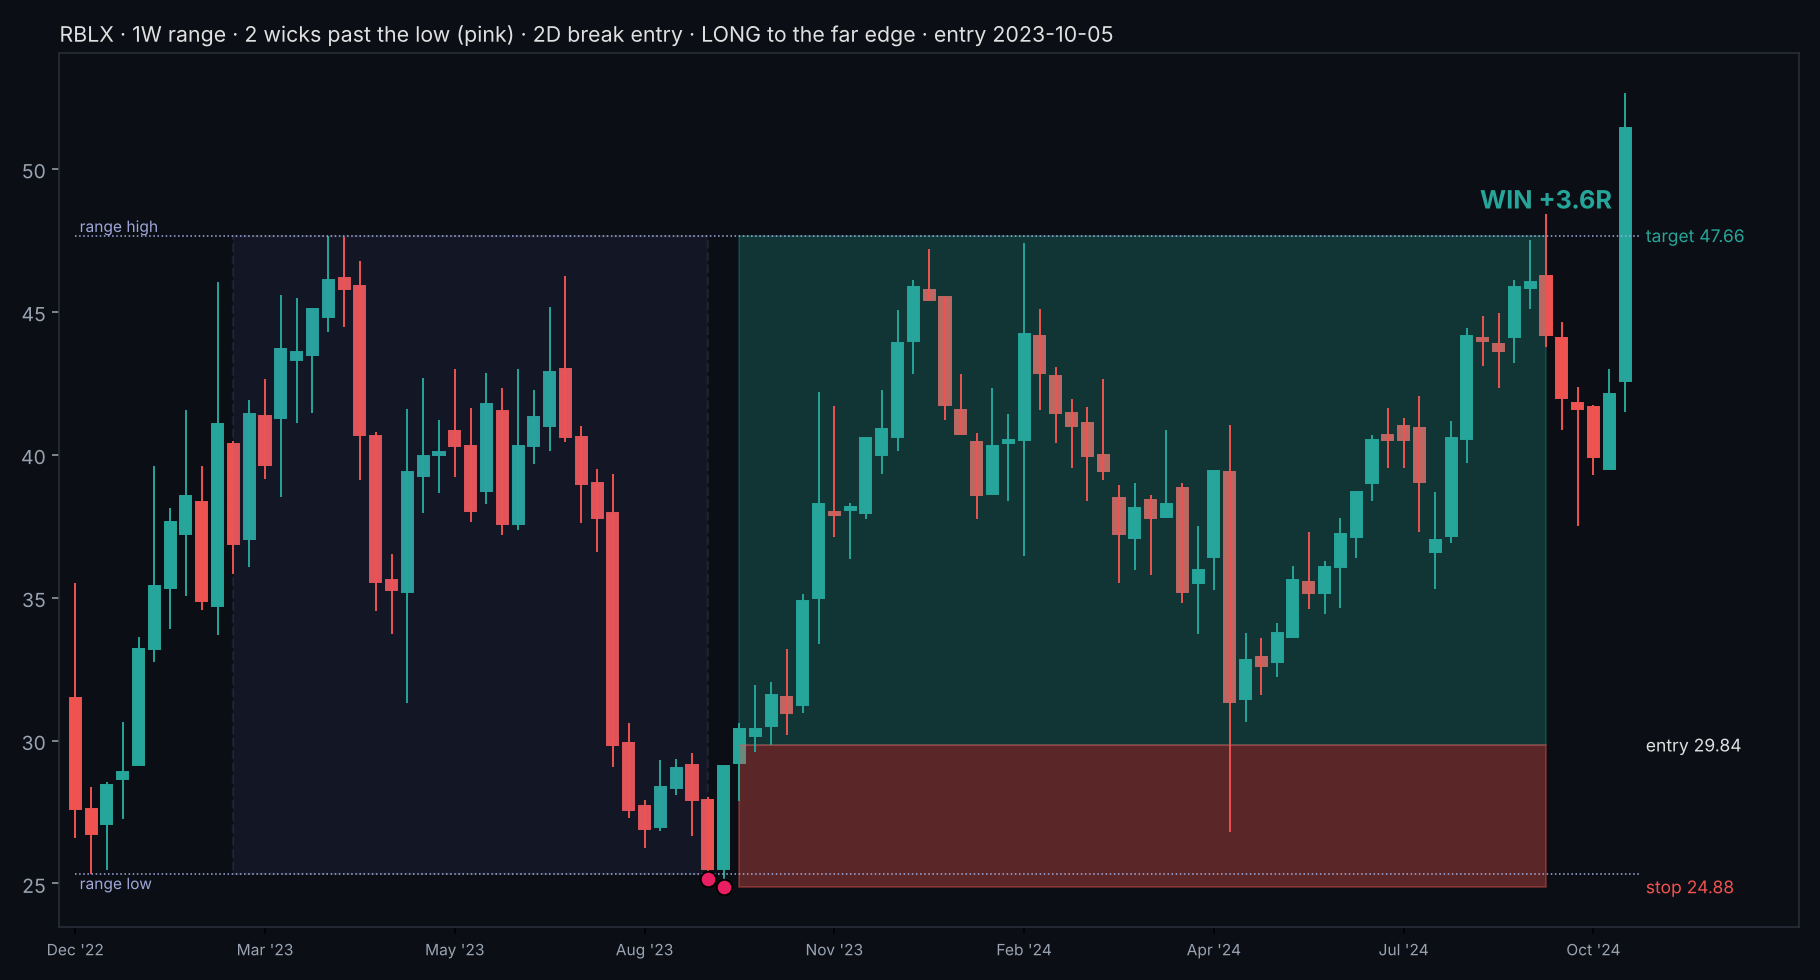 RBLX · 1W range · 2 wicks past the low (pink) · 2D break entry · LONG to the far edge · entry 2023-10-05
50
45
40
35
30
25
range high
WIN +3.6R
target 47.66
entry 29.84
range low
stop 24.88
Dec '22
Mar '23
May '23
Aug '23
Nov '23
Feb '24
Apr '24
Jul '24
Oct '24